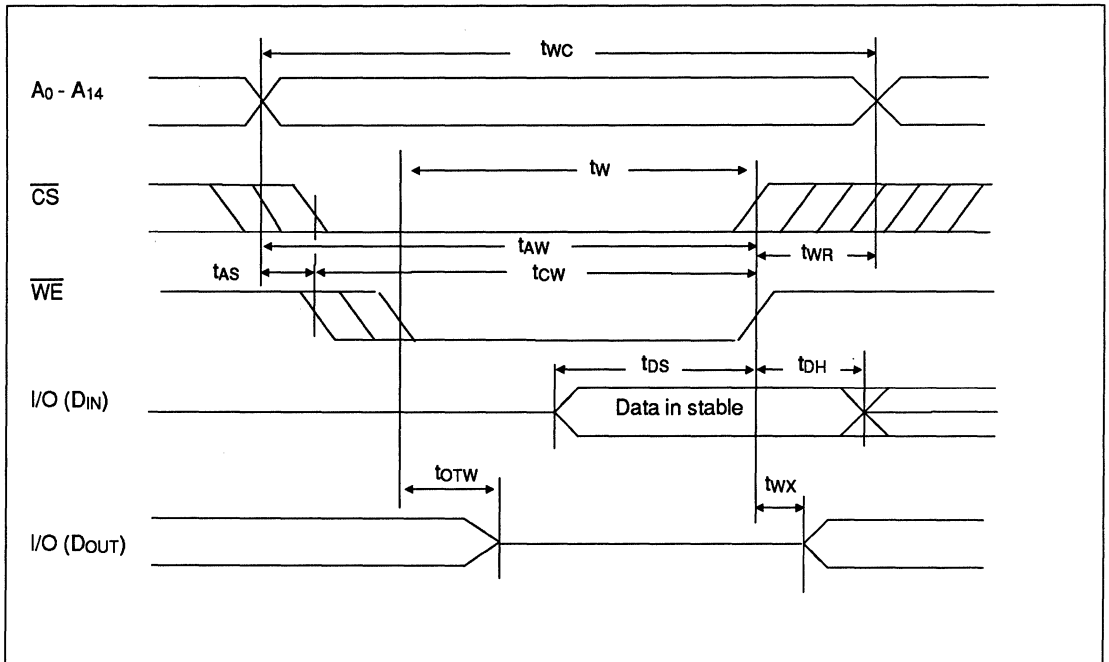 tWC
A0 - A14
tW
CS
tAW
tWR
tAS
tCW
WE
tDS
tDH
I/O (DIN)
Data in stable
tOTW
tWX
I/O (DOUT)